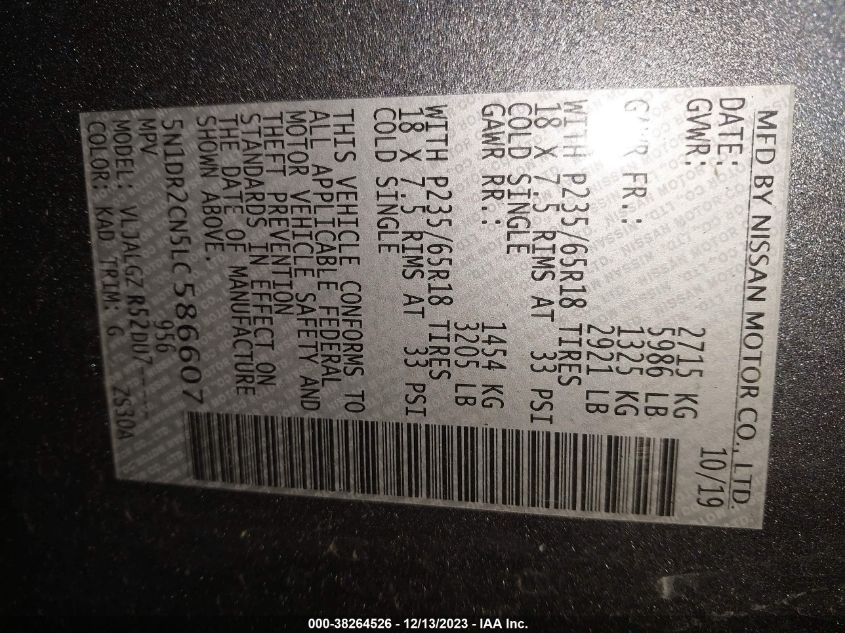 MFD BY NISSAN MOTOR CO., LTD.
DATE: 10/19
GVWR: 2715 KG
5986 LB
GAWR FR.: 1325 KG
2921 LB
WITH P235/65R18 TIRES
18 X 7.5 RIMS AT 33 PSI
COLD SINGLE
GAWR RR.: 1454 KG
3205 LB
WITH P235/65R18 TIRES
18 X 7.5 RIMS AT 33 PSI
COLD SINGLE
THIS VEHICLE CONFORMS TO
ALL APPLICABLE FEDERAL
MOTOR VEHICLE SAFETY AND
THEFT PREVENTION
STANDARDS IN EFFECT ON
THE DATE OF MANUFACTURE
SHOWN ABOVE.
5N1DR2CN5LC586607
MPV 956
MODEL: VLJALGZ R52DU7---- ZS30A
COLOR: KAD TRIM: G
000-38264526 - 12/13/2023 - IAA Inc.